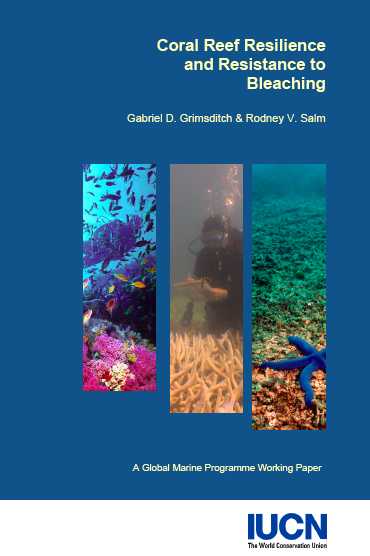 Coral Reef Resilience
and Resistance to
Bleaching
Gabriel D. Grimsditch & Rodney V. Salm
A Global Marine Programme Working Paper
IUCN
The World Conservation Union